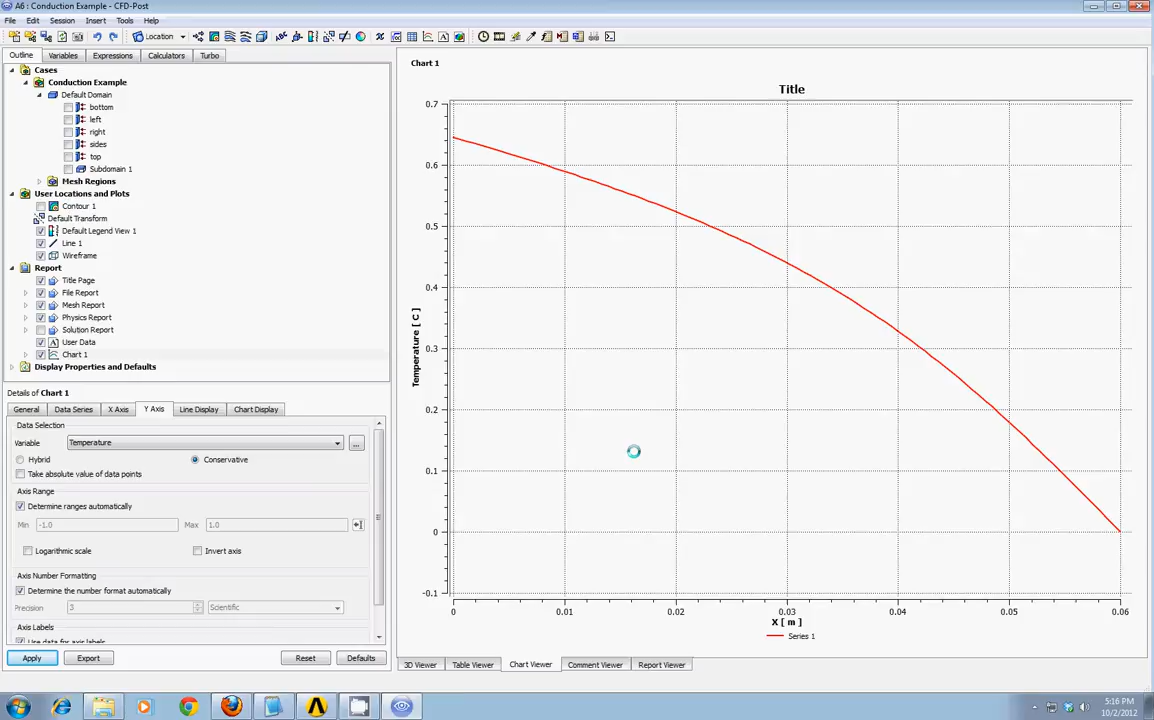 A6 : Conduction Example - CFD-Post
File Edit Session Insert Tools Help
Location
Outline Variables Expressions Calculators Turbo
Cases
Conduction Example
Default Domain
bottom
left
right
sides
top
Subdomain 1
Mesh Regions
User Locations and Plots
Contour 1
Default Transform
Default Legend View 1
Line 1
Wireframe
Report
Title Page
File Report
Mesh Report
Physics Report
Solution Report
User Data
Chart 1
Display Properties and Defaults
Details of Chart 1
General Data Series X Axis Y Axis Line Display Chart Display
Data Selection
Variable Temperature ...
Hybrid Conservative
Take absolute value of data points
Axis Range
Determine ranges automatically
Min -1.0 Max 1.0
Logarithmic scale Invert axis
Axis Number Formatting
Determine the number format automatically
Precision 3 Scientific
Axis Labels
Use data for axis labels
Apply Export Reset Defaults
Chart 1
Title
0.7
0.6
0.5
0.4
0.3
0.2
0.1
0
-0.1
Temperature [ C ]
0 0.01 0.02 0.03 0.04 0.05 0.06
X [ m ]
Series 1
3D Viewer Table Viewer Chart Viewer Comment Viewer Report Viewer
5:16 PM
10/2/2012